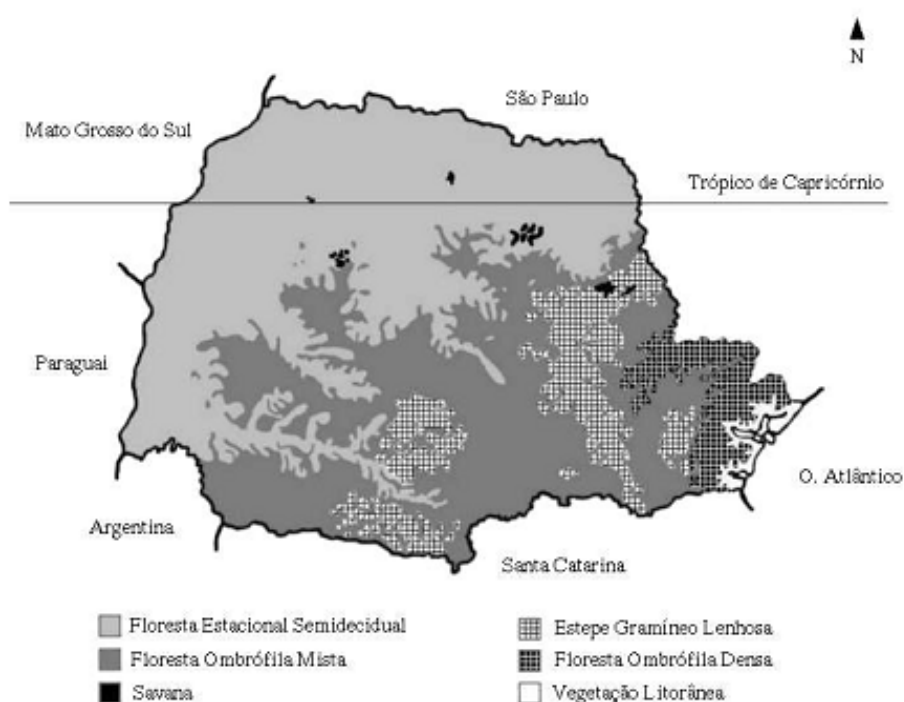 N
São Paulo
Mato Grosso do Sul
Trópico de Capricórnio
Paraguai
O. Atlântico
Argentina
Santa Catarina
Floresta Estacional Semidecidual
Estepe Gramíneo Lenhosa
Floresta Ombrófila Mista
Floresta Ombrófila Densa
Savana
Vegetação Litorânea